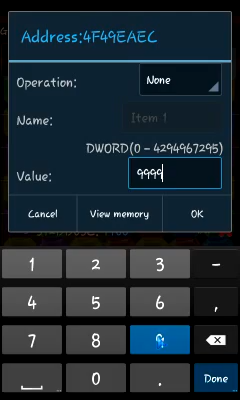 Address:4F49EAEC
Operation: None
Name: Item 1
DWORD(0 - 4294967295)
Value: 9999
Cancel View memory OK
1 2 3 -
4 5 6 ,
7 8 9
0 . Done